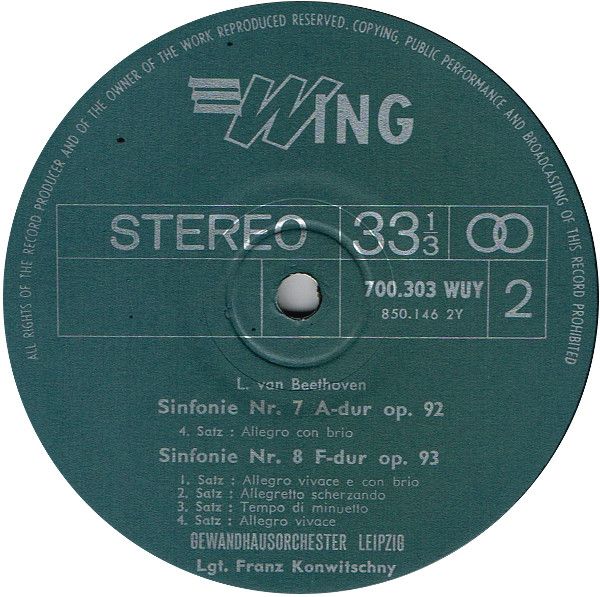 ALL RIGHTS OF THE RECORD PRODUCER AND OF THE OWNER OF THE WORK REPRODUCED RESERVED. COPYING, PUBLIC PERFORMANCE AND BROADCASTING OF THIS RECORD PROHIBITED
WING
STEREO 33 1/3
700.303 WUY
850.146 2Y
2
L. van Beethoven
Sinfonie Nr. 7 A-dur op. 92
4. Satz : Allegro con brio
Sinfonie Nr. 8 F-dur op. 93
1. Satz : Allegro vivace e con brio
2. Satz : Allegretto scherzando
3. Satz : Tempo di minuetto
4. Satz : Allegro vivace
GEWANDHAUSORCHESTER LEIPZIG
Lgt. Franz Konwitschny